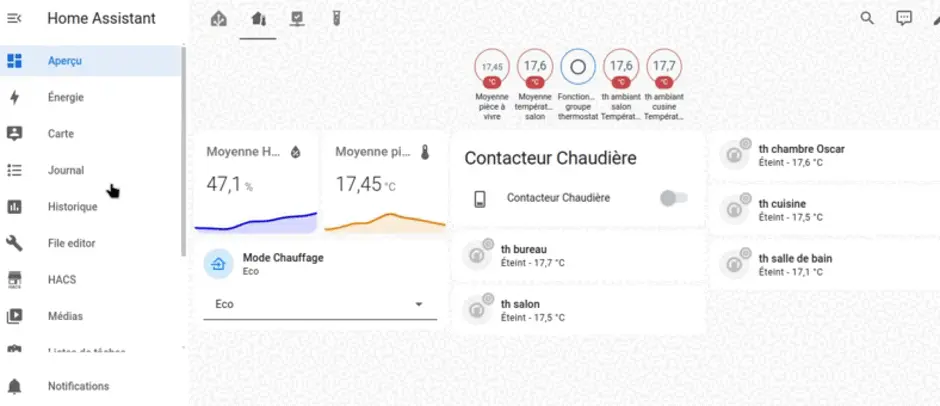 Home Assistant
Aperçu
Énergie
Carte
Journal
Historique
File editor
HACS
HACS
Médias
Listes de tâches
Notifications
17,45
°C
Moyenne
pièce à
vivre
17,6
°C
Moyenne
températ...
salon
Fonction...
groupe
thermostat
17,6
°C
th ambiant
salon
Températ...
17,7
°C
th ambiant
cusine
Températ...
Moyenne H...
47,1 %
Moyenne pi...
17,45 °C
Mode Chauffage
Eco
Eco
Contacteur Chaudière
Contacteur Chaudière
th bureau
Éteint - 17,7 °C
th salon
Éteint - 17,5 °C
th chambre Oscar
Éteint - 17,6 °C
th cuisine
Éteint - 17,5 °C
th salle de bain
Éteint - 17,1 °C